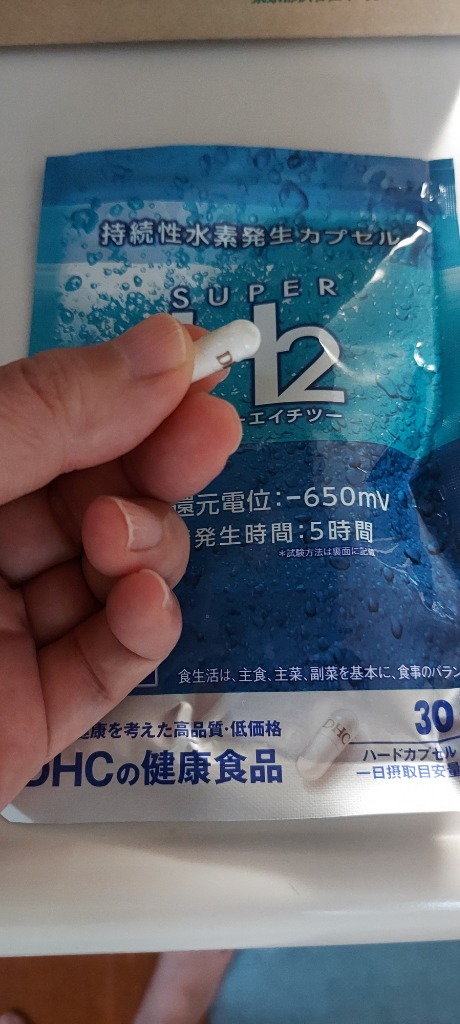 持続性水素発生カプセル
SUPER
H2
ーエイチツー
還元電位:-650mV
発生時間:5時間
*試験方法は裏面に記載
食生活は、主食、主菜、副菜を基本に、食事のバラン
康を考えた高品質・低価格
DHCの健康食品
DHC
30
ハードカプセル
一日摂取目安量